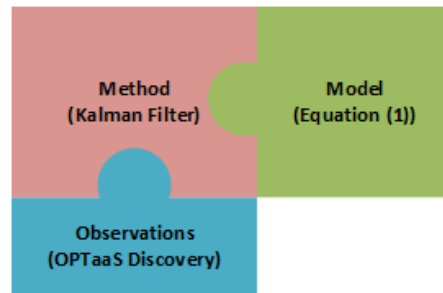 Method
(Kalman Filter)
Model
(Equation (1))
Observations
(OPTaaS Discovery)